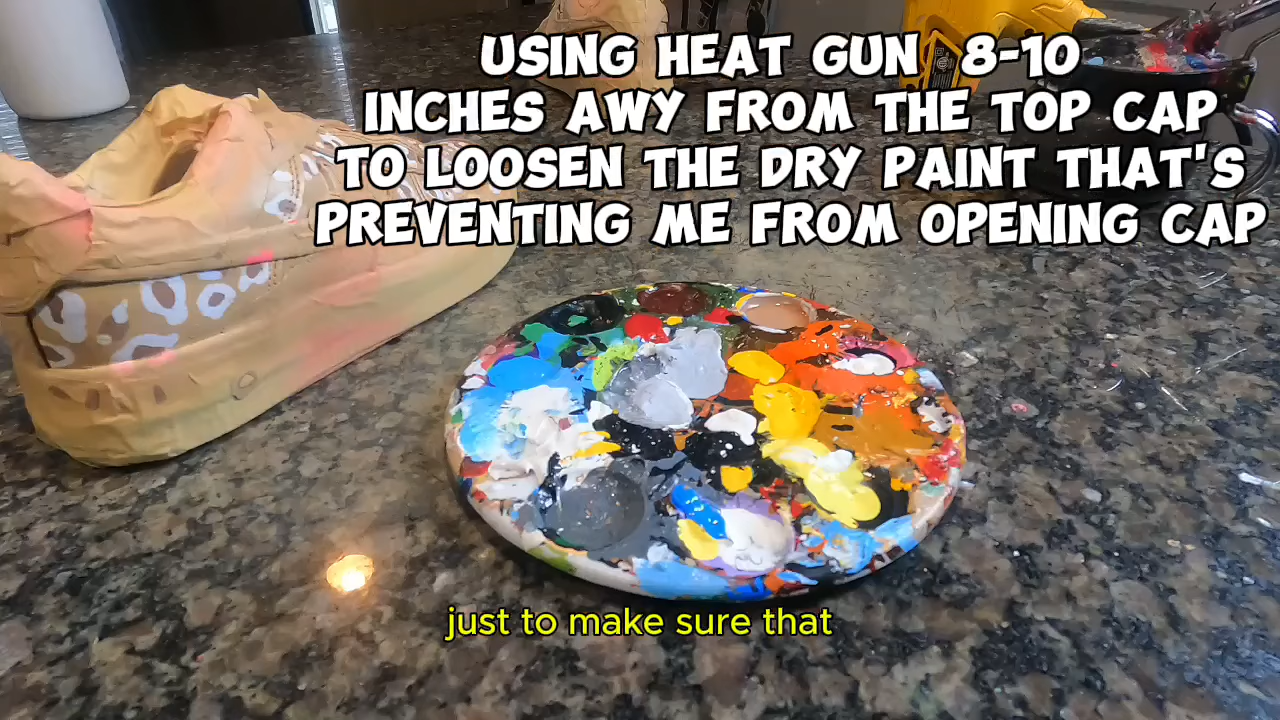 USING HEAT GUN 8-10
INCHES AWY FROM THE TOP CAP
TO LOOSEN THE DRY PAINT THAT'S
PREVENTING ME FROM OPENING CAP
just to make sure that